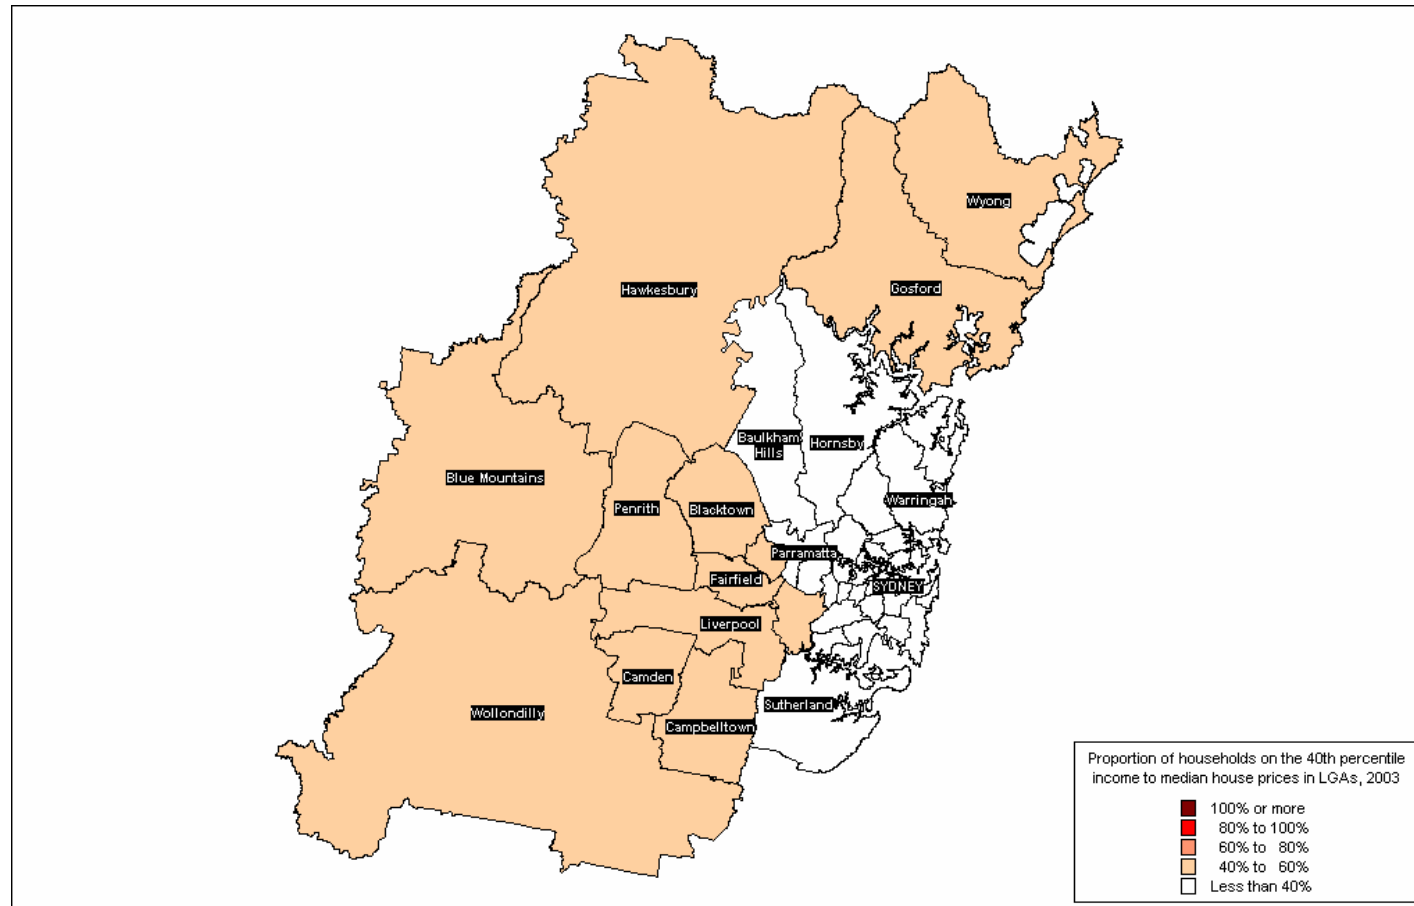 Wyong
Hawkesbury
Gosford
Baulkham
Hills
Hornsby
Blue Mountains
Warringah
Penrith
Blacktown
Parramatta
Fairfield
SYDNEY
Liverpool
Camden
Sutherland
Wollondilly
Campbelltown
Proportion of households on the 40th percentile
income to median house prices in LGAs, 2003
100% or more
80% to 100%
60% to 80%
40% to 60%
Less than 40%